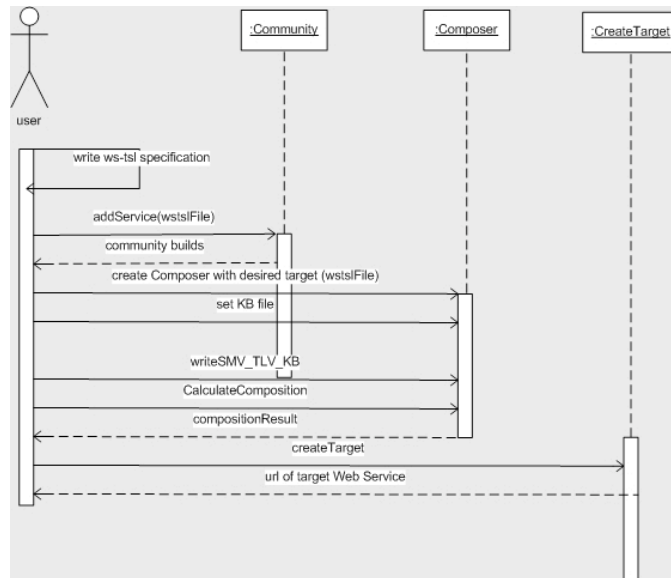 :Community
:Composer
:CreateTarget
user
write ws-tsl specification
addService(wstslFile)
community builds
create Composer with desired target (wstslFile)
set KB file
writeSMV_TLV_KB
CalculateComposition
compositionResult
createTarget
url of target Web Service